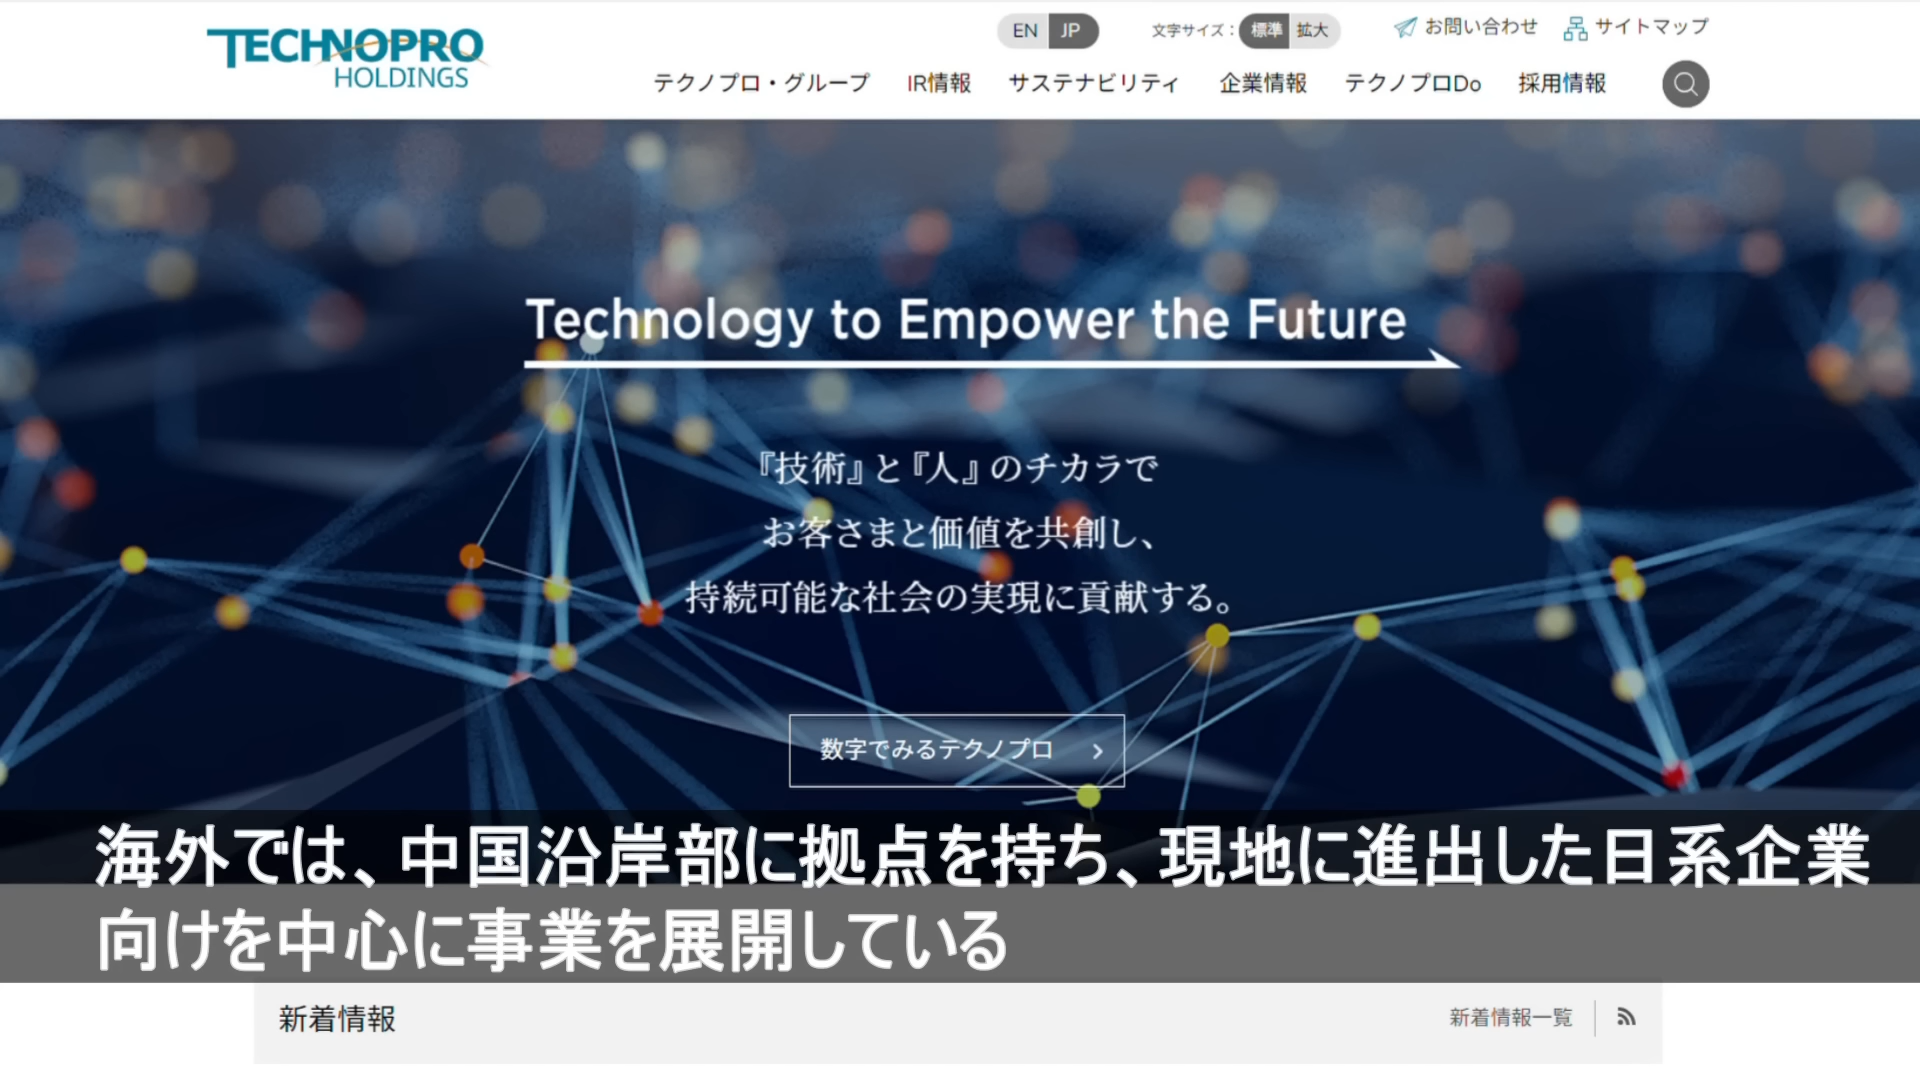 TECHNOPRO
HOLDINGS
EN JP 文字サイズ： 標準 拡大 お問い合わせ サイトマップ
テクノプロ・グループ IR情報 サステナビリティ 企業情報 テクノプロDo 採用情報
Technology to Empower the Future
『技術』と『人』のチカラで
お客さまと価値を共創し、
持続可能な社会の実現に貢献する。
数字でみるテクノプロ
海外では、中国沿岸部に拠点を持ち、現地に進出した日系企業
向けを中心に事業を展開している
新着情報 新着情報一覧